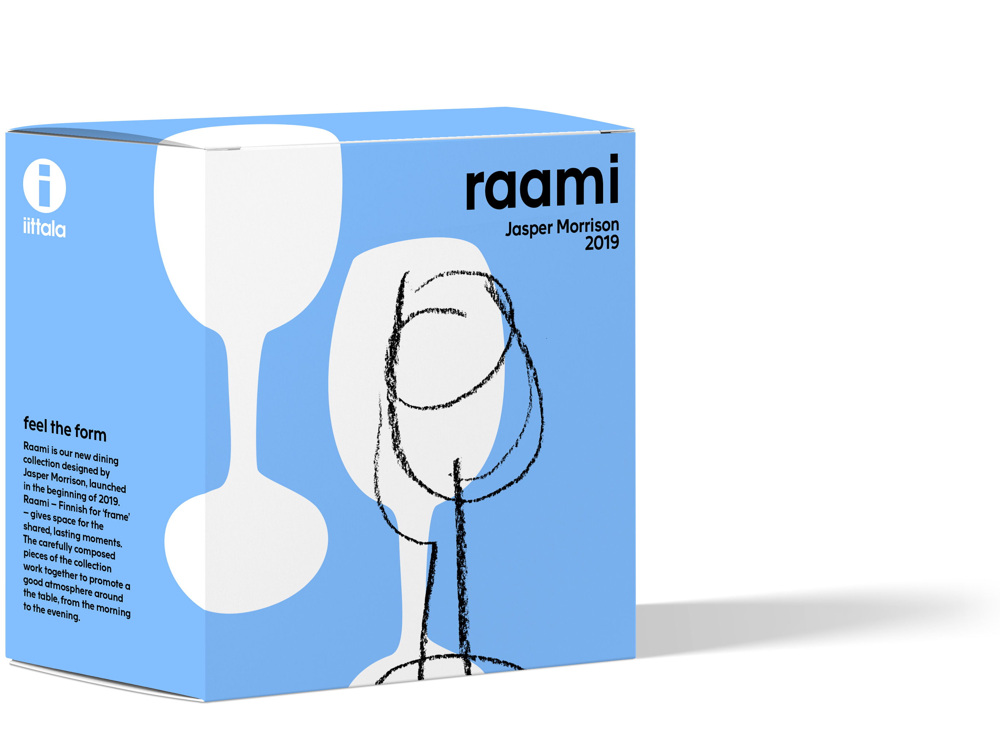 i
iittala
feel the form
Raami is our new dining
collection designed by
Jasper Morrison, launched
in the beginning of 2019.
Raami – Finnish for ‘frame’
– gives space for the
shared, lasting moments.
The carefully composed
pieces of the collection
work together to promote a
good atmosphere around
the table, from the morning
to the evening.
raami
Jasper Morrison
2019